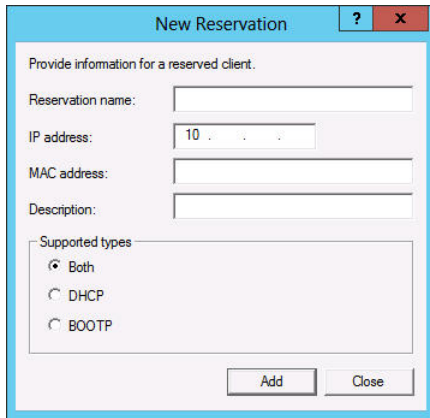 New Reservation ? x
Provide information for a reserved client.
Reservation name:
IP address: 10 . . .
MAC address:
Description:
Supported types
Both
DHCP
BOOTP
Add Close